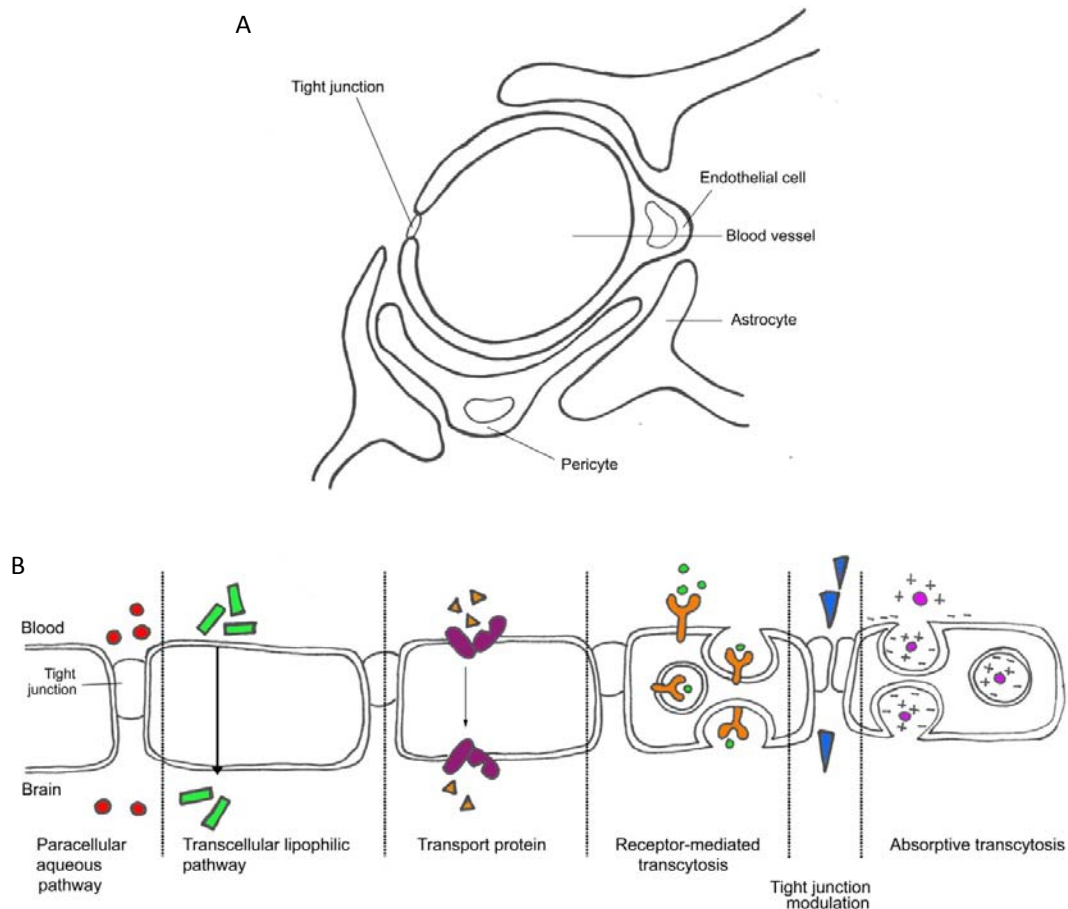 A
Tight junction
Endothelial cell
Blood vessel
Astrocyte
Pericyte
B
Blood
Tight
junction
Brain
Paracellular
aqueous
pathway
Transcellular lipophilic
pathway
Transport protein
Receptor-mediated
transcytosis
Tight junction
modulation
Absorptive transcytosis